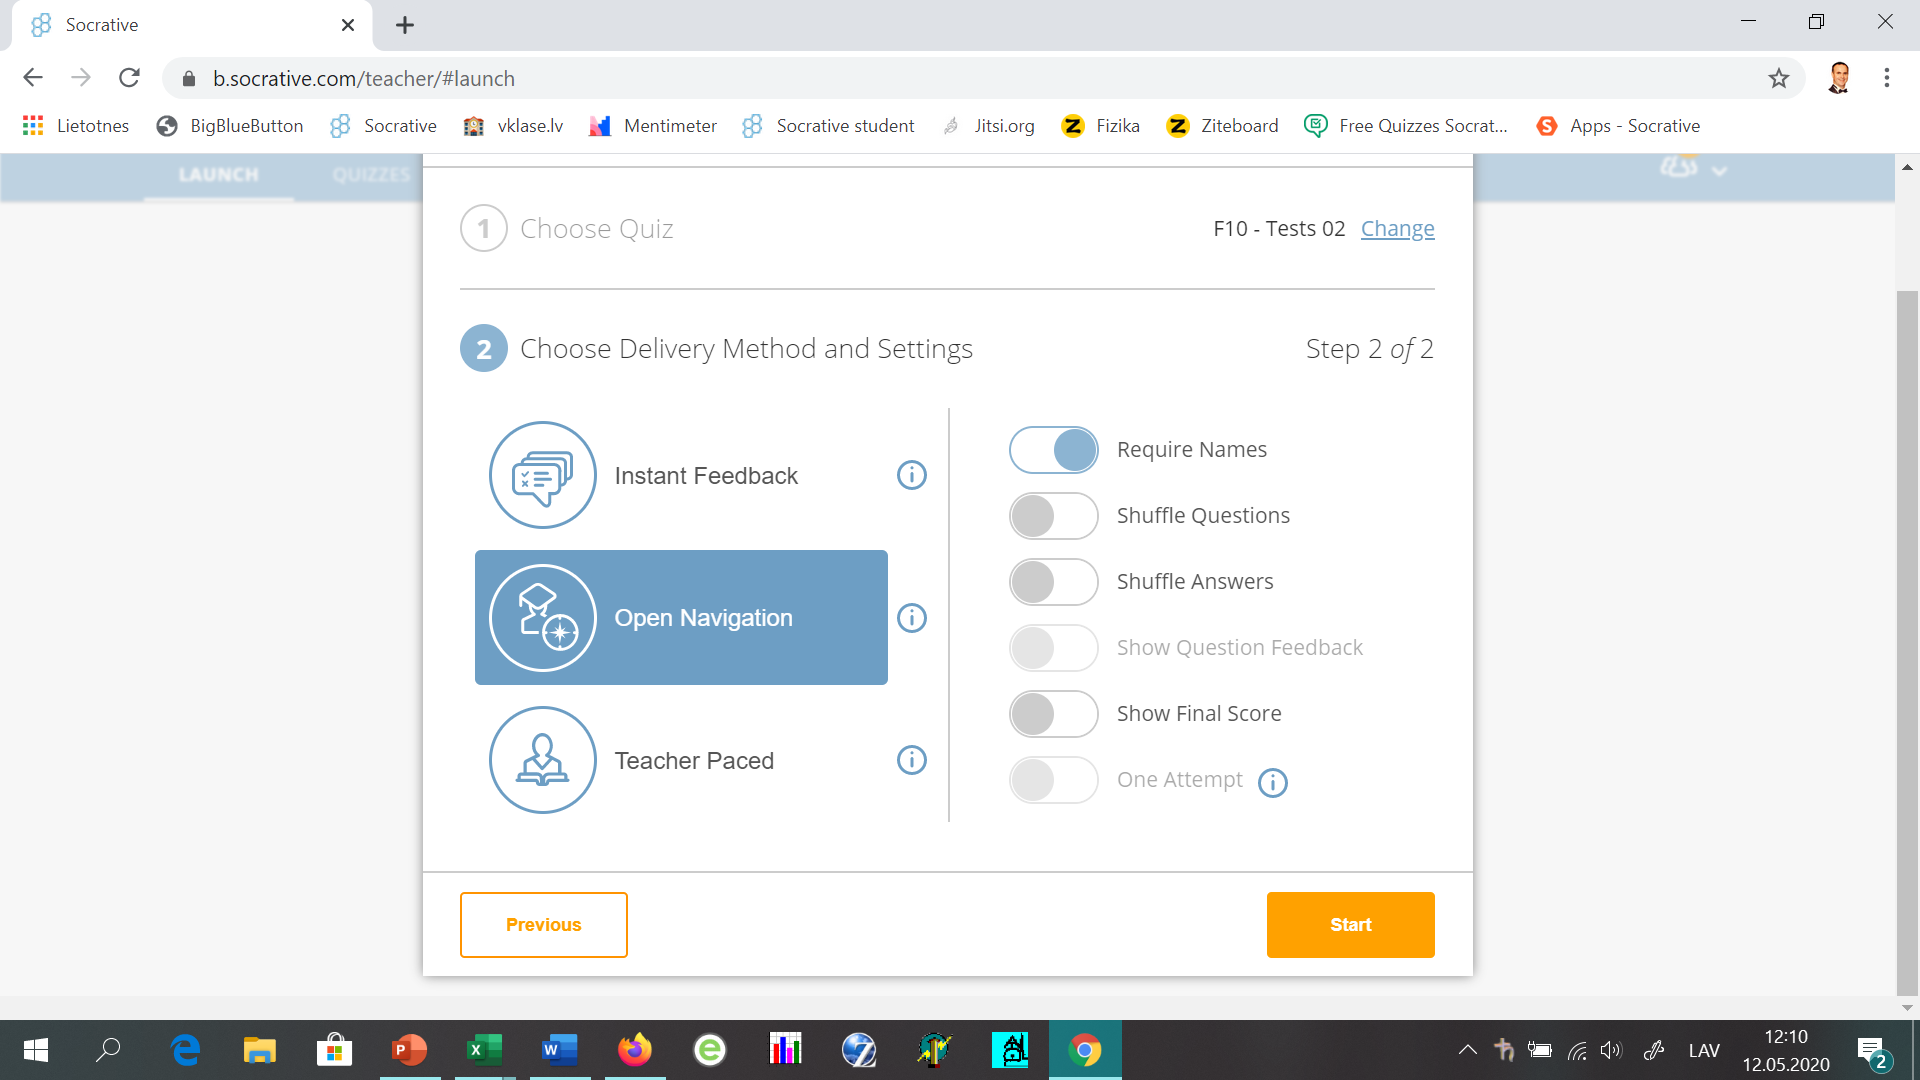 Socrative
b.socrative.com/teacher/#launch
Lietotnes BigBlueButton Socrative vklase.lv Mentimeter Socrative student Jitsi.org Fizika Ziteboard Free Quizzes Socrat... Apps - Socrative
LAUNCH QUIZZES
1 Choose Quiz F10 - Tests 02 Change
2 Choose Delivery Method and Settings Step 2 of 2
Instant Feedback
Open Navigation
Teacher Paced
Require Names
Shuffle Questions
Shuffle Answers
Show Question Feedback
Show Final Score
One Attempt
Previous Start
LAV 12:10
12.05.2020 2